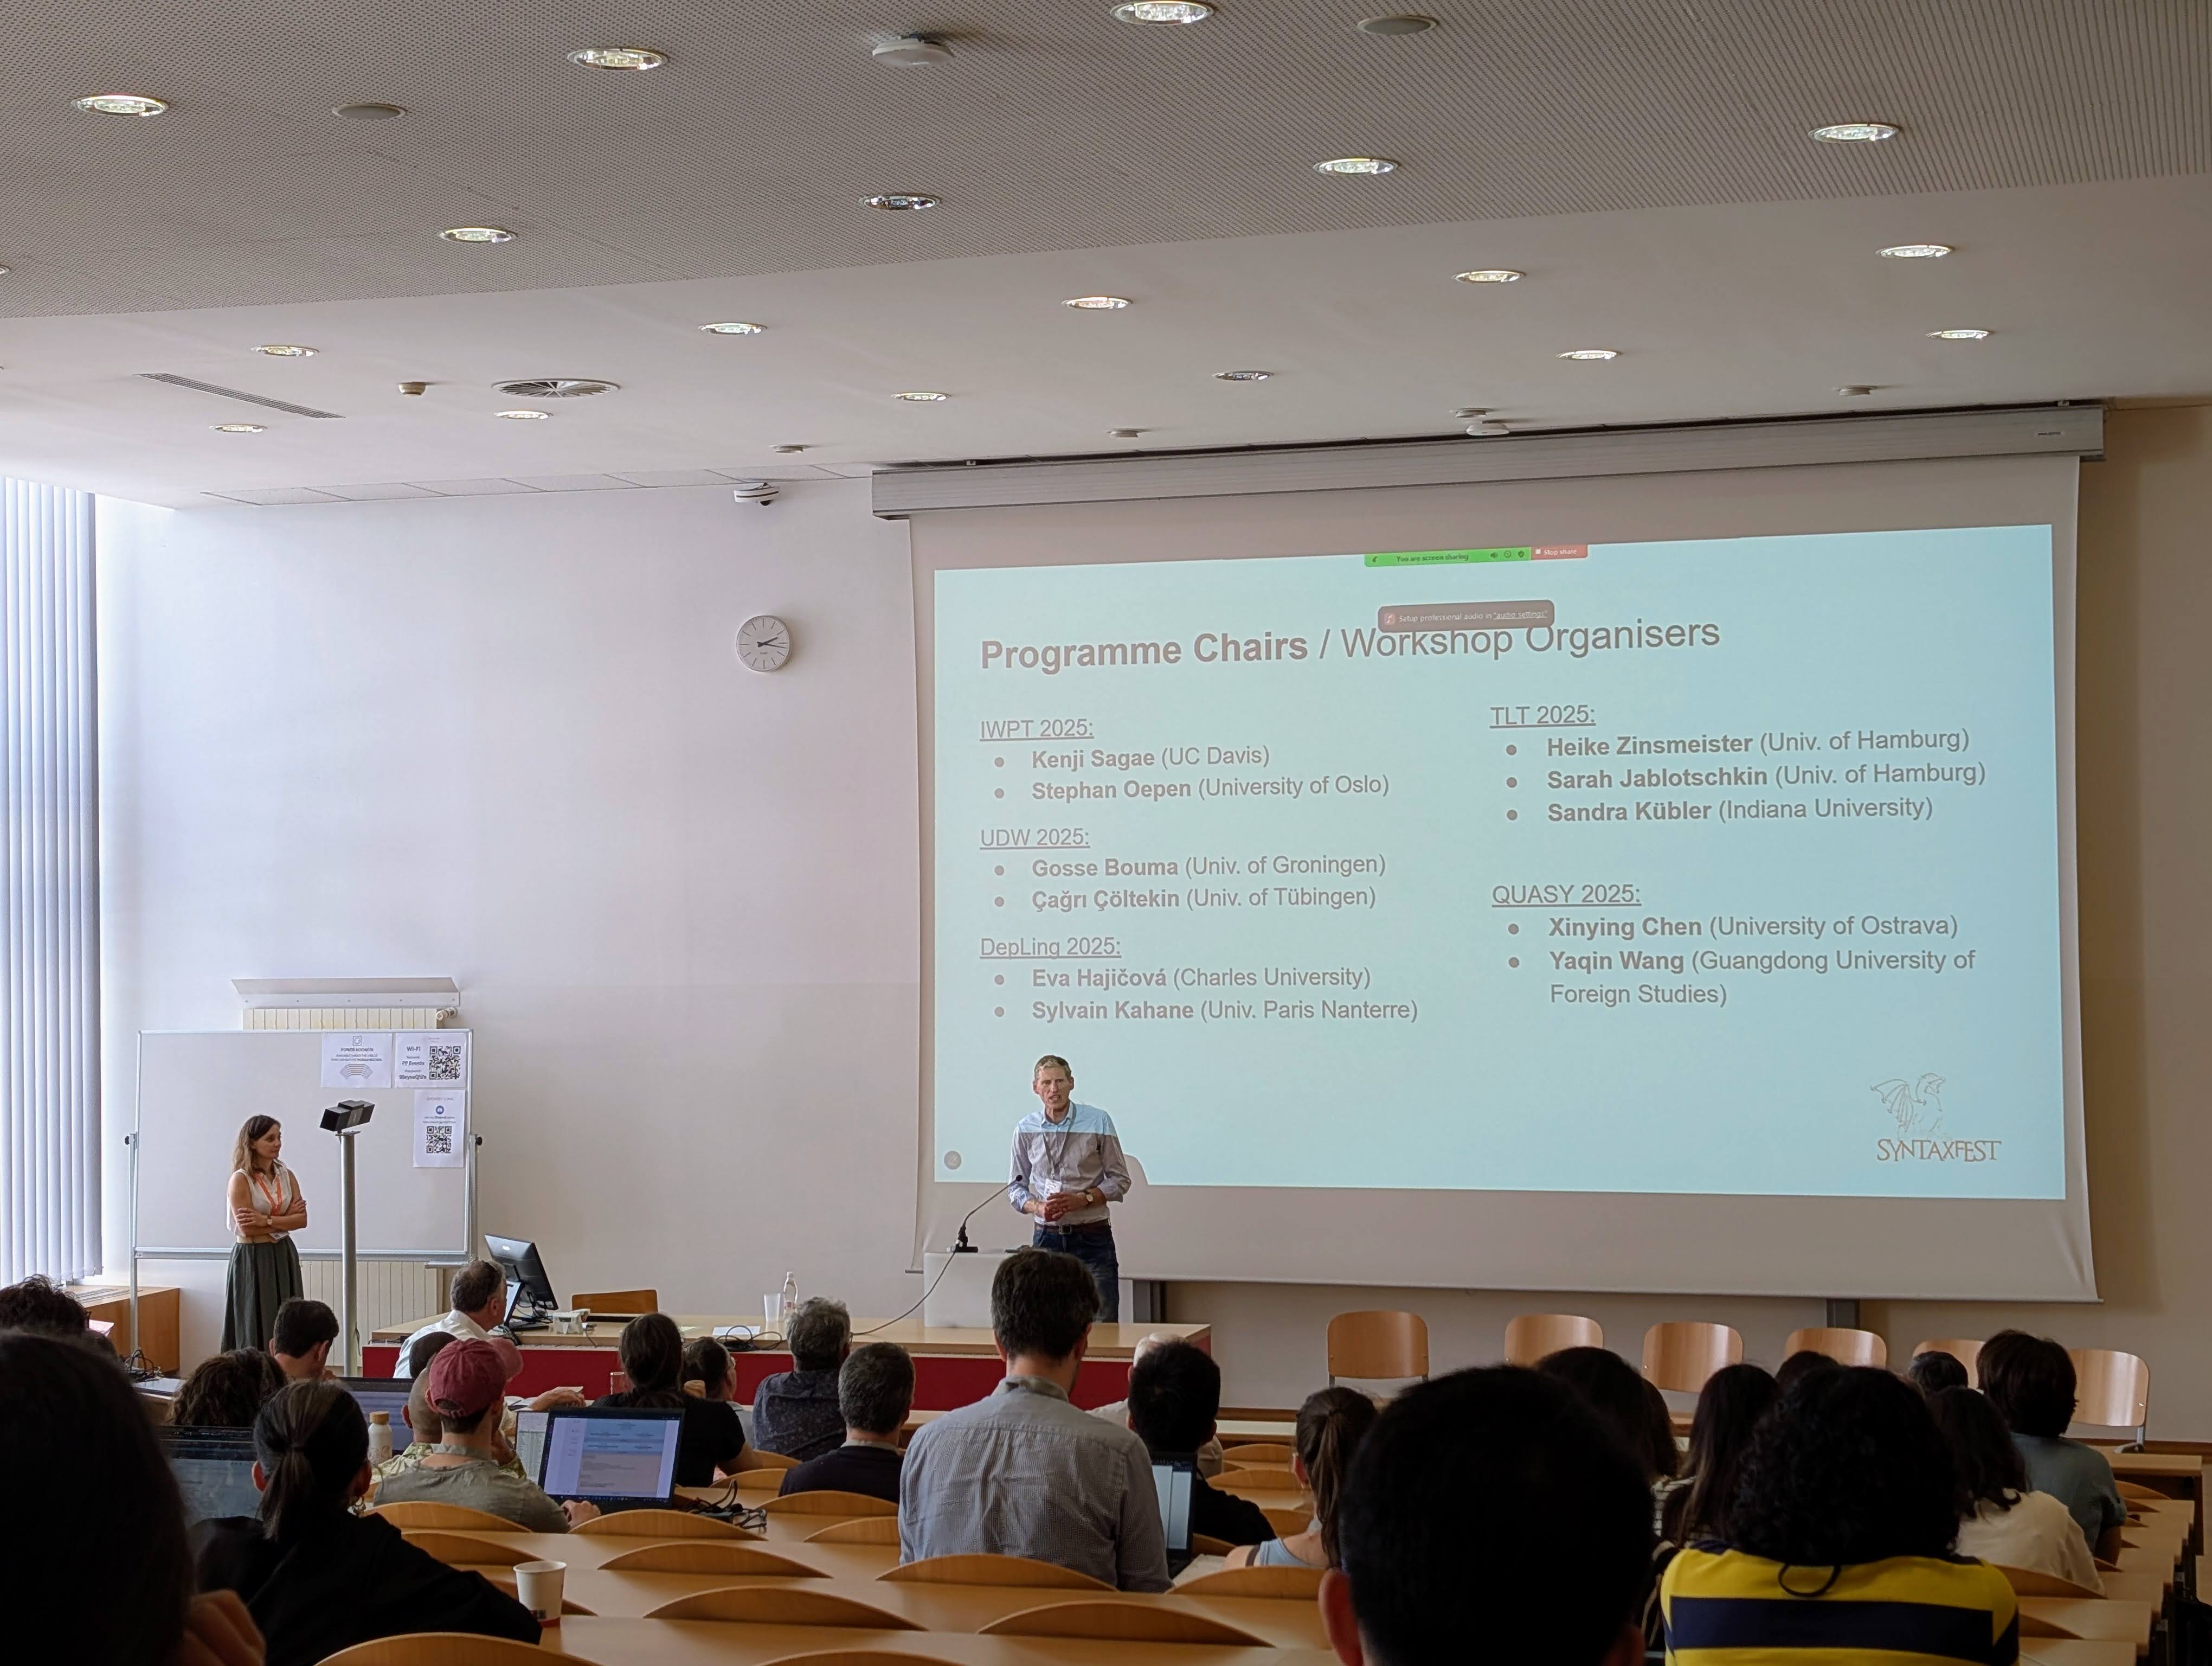 You are screen sharing
Stop share
Setup professional audio in "audio settings"
Programme Chairs / Workshop Organisers
IWPT 2025:
● Kenji Sagae (UC Davis)
● Stephan Oepen (University of Oslo)
UDW 2025:
● Gosse Bouma (Univ. of Groningen)
● Çağrı Çöltekin (Univ. of Tübingen)
DepLing 2025:
● Eva Hajičová (Charles University)
● Sylvain Kahane (Univ. Paris Nanterre)
TLT 2025:
● Heike Zinsmeister (Univ. of Hamburg)
● Sarah Jablotschkin (Univ. of Hamburg)
● Sandra Kübler (Indiana University)
QUASY 2025:
● Xinying Chen (University of Ostrava)
● Yaqin Wang (Guangdong University of
Foreign Studies)
SYNTAXFEST
Wi-Fi